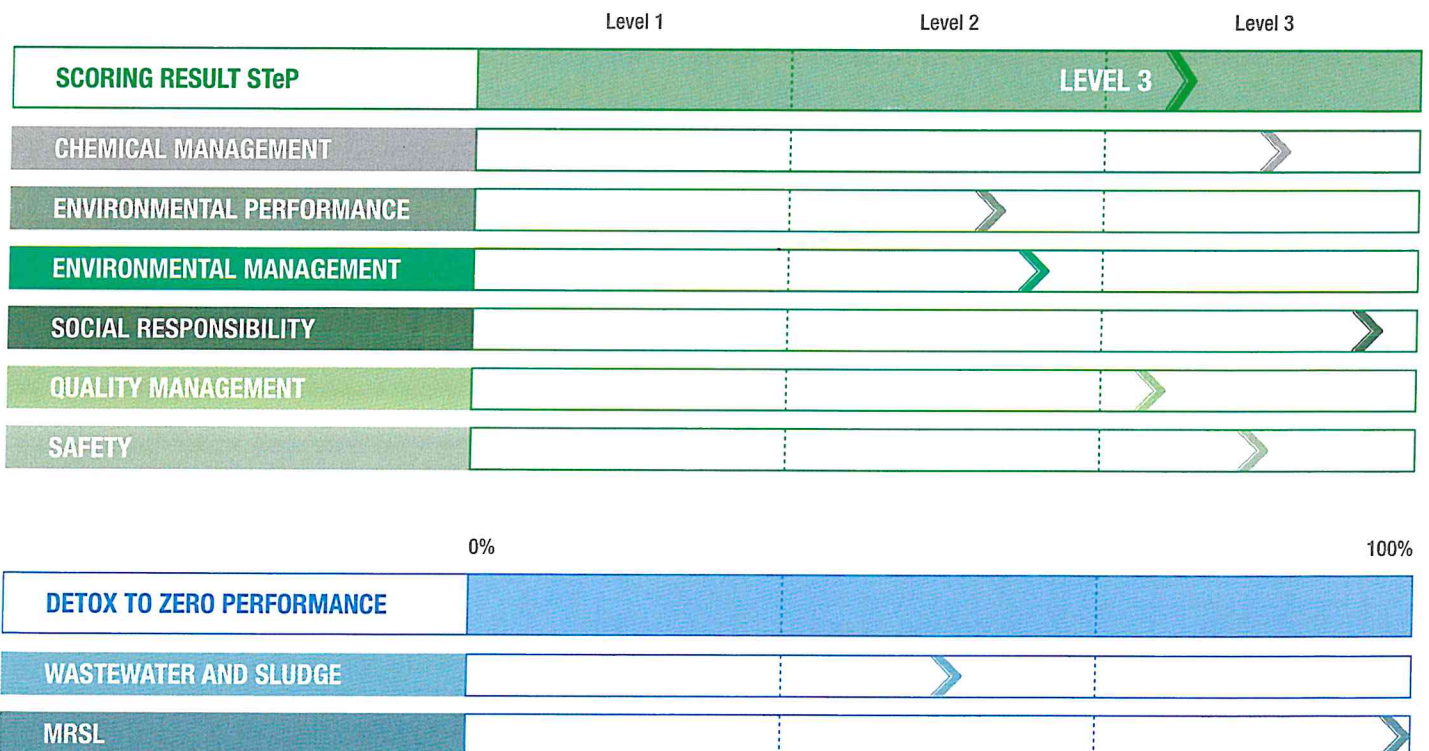 Level 1 Level 2 Level 3
SCORING RESULT STeP LEVEL 3
CHEMICAL MANAGEMENT
ENVIRONMENTAL PERFORMANCE
ENVIRONMENTAL MANAGEMENT
SOCIAL RESPONSIBILITY
QUALITY MANAGEMENT
SAFETY
0% 100%
DETOX TO ZERO PERFORMANCE
WASTEWATER AND SLUDGE
MRSL